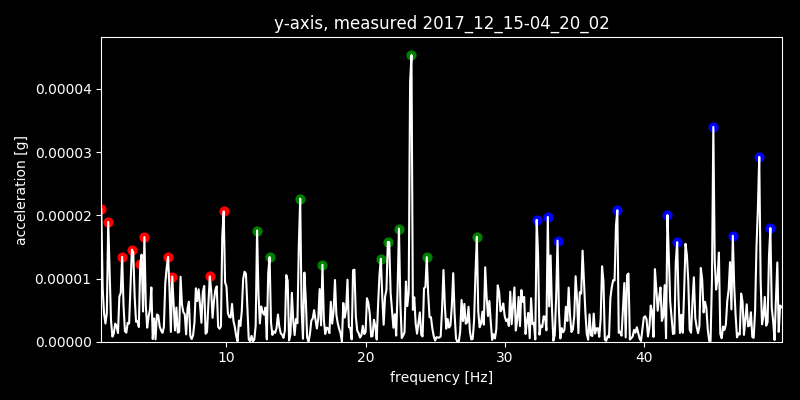 y-axis, measured 2017_12_15-04_20_02
acceleration [g]
0.00004
0.00003
0.00002
0.00001
0.00000
10 20 30 40
frequency [Hz]